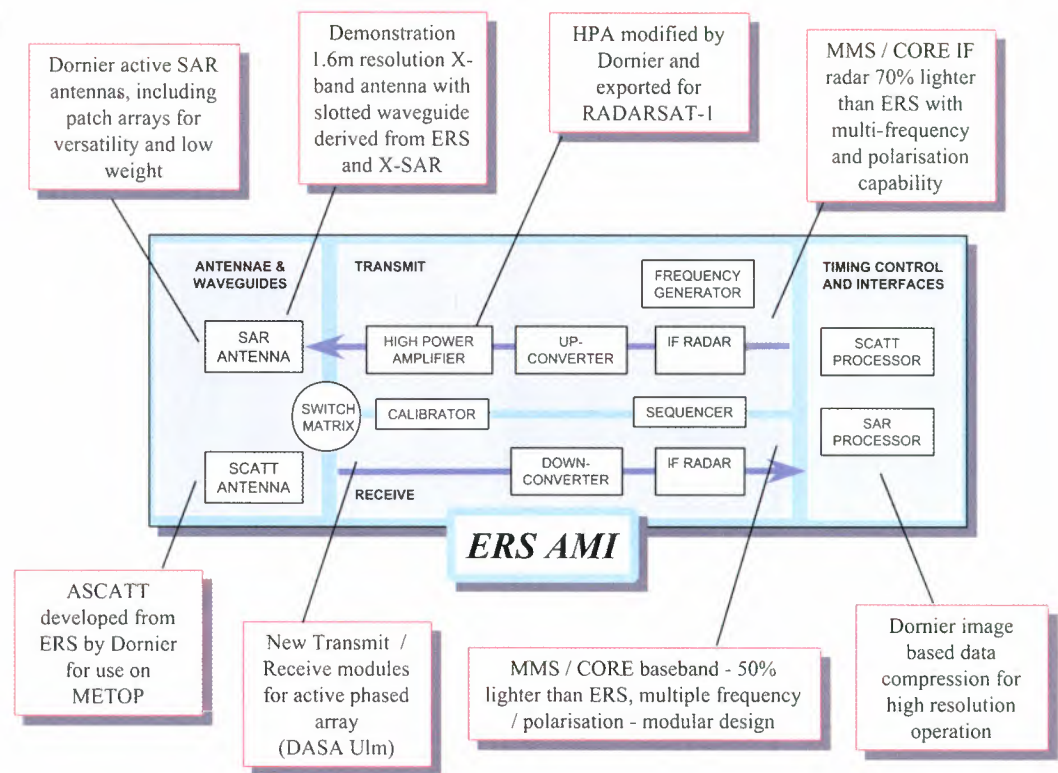 Dornier active SAR
antennas, including
patch arrays for
versatility and low
weight
Demonstration
1.6m resolution X-
band antenna with
slotted waveguide
derived from ERS
and X-SAR
HPA modified by
Dornier and
exported for
RADARSAT-1
MMS / CORE IF
radar 70% lighter
than ERS with
multi-frequency
and polarisation
capability
ANTENNAE &
WAVEGUIDES
TRANSMIT
FREQUENCY
GENERATOR
TIMING CONTROL
AND INTERFACES
SAR
ANTENNA
HIGH POWER
AMPLIFIER
UP-
CONVERTER
IF RADAR
SCATT
PROCESSOR
SWITCH
MATRIX
CALIBRATOR
SEQUENCER
SAR
PROCESSOR
SCATT
ANTENNA
DOWN-
CONVERTER
IF RADAR
RECEIVE
ERS AMI
ASCATT
developed from
ERS by Dornier
for use on
METOP
New Transmit /
Receive modules
for active phased
array
(DASA Ulm)
MMS / CORE baseband - 50%
lighter than ERS, multiple frequency
/ polarisation - modular design
Dornier image
based data
compression for
high resolution
operation